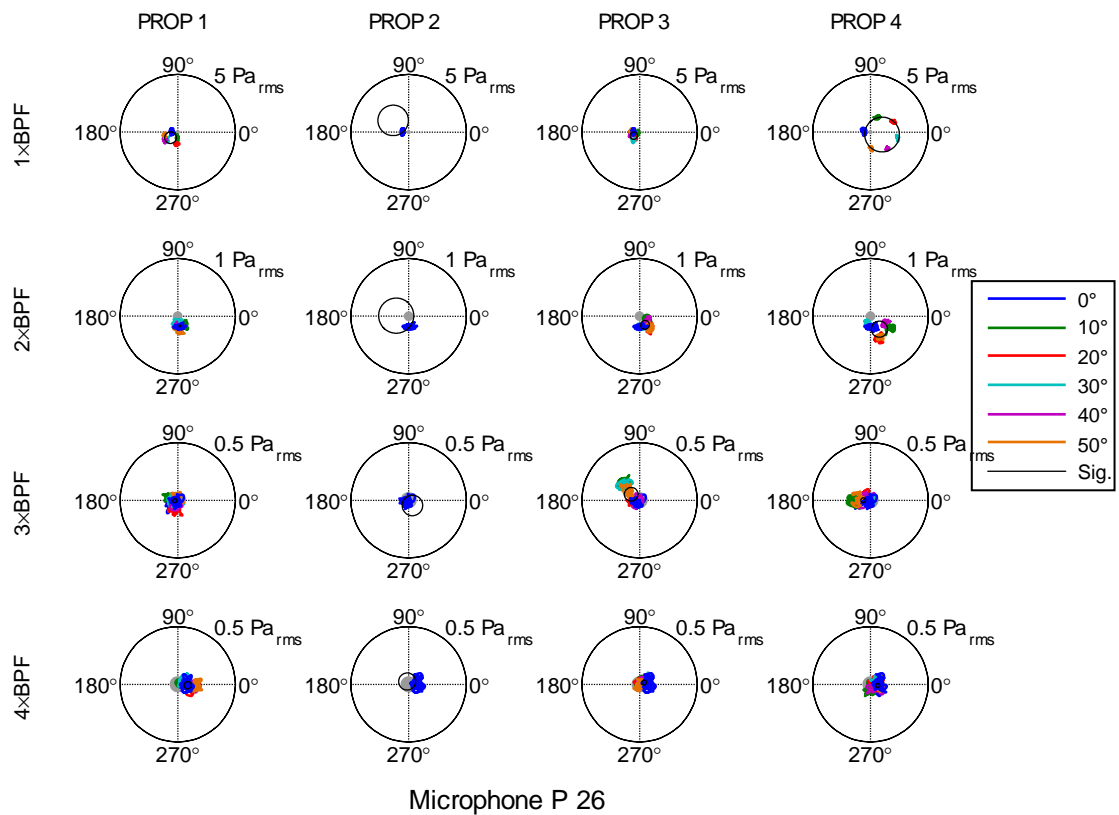 PROP 1 PROP 2 PROP 3 PROP 4
90° 5 Pa rms 90° 5 Pa rms 90° 5 Pa rms 90° 5 Pa rms
1×BPF 180° 0° 180° 0° 180° 0° 180° 0°
270° 270° 270° 270°
90° 1 Pa rms 90° 1 Pa rms 90° 1 Pa rms 90° 1 Pa rms
2×BPF 180° 0° 180° 0° 180° 0° 180° 0°
270° 270° 270° 270°
90° 0.5 Pa rms 90° 0.5 Pa rms 90° 0.5 Pa rms 90° 0.5 Pa rms
3×BPF 180° 0° 180° 0° 180° 0° 180° 0°
270° 270° 270° 270°
90° 0.5 Pa rms 90° 0.5 Pa rms 90° 0.5 Pa rms 90° 0.5 Pa rms
4×BPF 180° 0° 180° 0° 180° 0° 180° 0°
270° 270° 270° 270°
0°
10°
20°
30°
40°
50°
Sig.
Microphone P 26